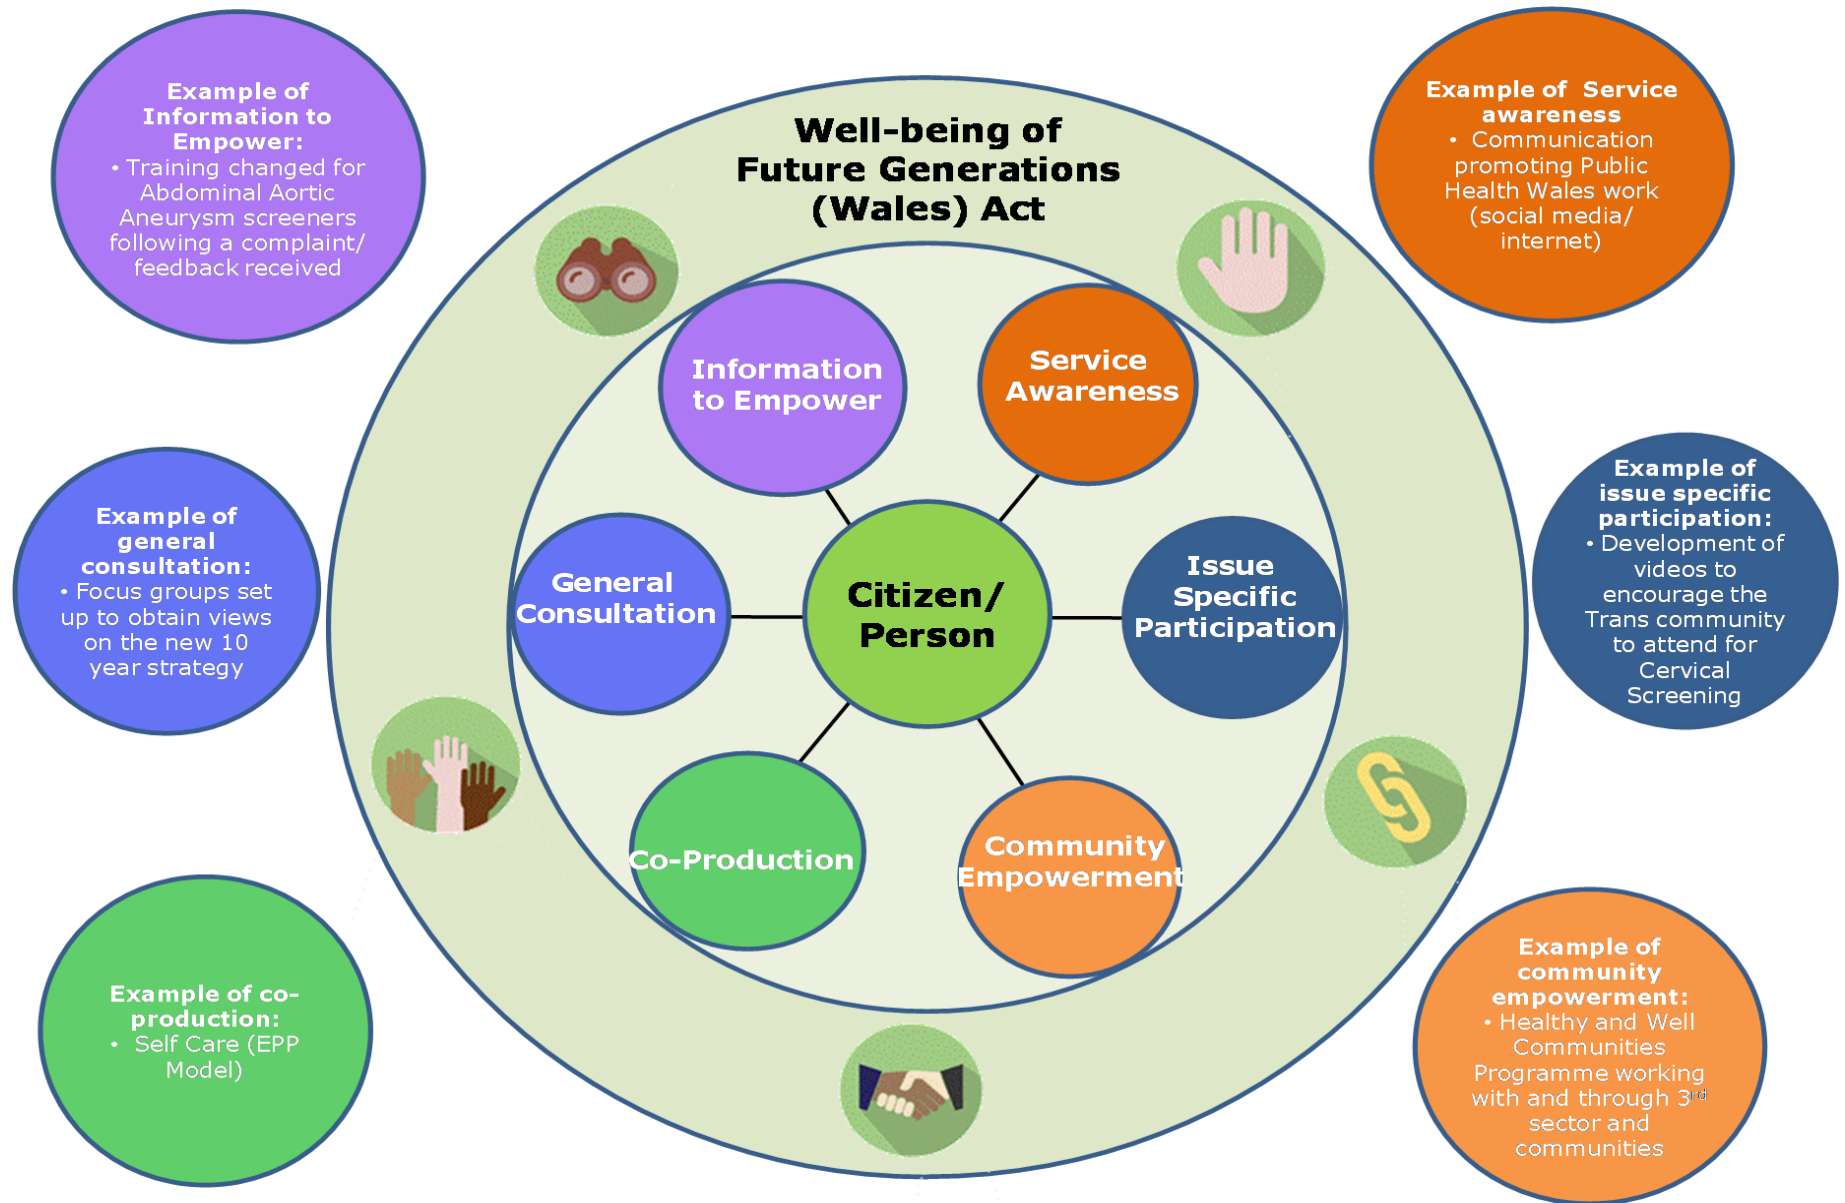 Example of
Information to
Empower:
• Training changed for
Abdominal Aortic
Aneurysm screeners
following a complaint/
feedback received
Example of  Service
awareness
•  Communication
promoting Public
Health Wales work
(social media/
internet)
Well-being of
Future Generations
(Wales) Act
Information
to Empower
Service
Awareness
Example of
general
consultation:
• Focus groups set
up to obtain views
on the new 10
year strategy
General
Consultation
Citizen/
Person
Issue
Specific
Participation
Example of
issue specific
participation:
• Development of
videos to
encourage the
Trans community
to attend for
Cervical
Screening
Co-Production
Community
Empowerment
Example of co-
production:
•  Self Care (EPP
Model)
Example of
community
empowerment:
• Healthy and Well
Communities
Programme working
with and through 3rd
sector and
communities